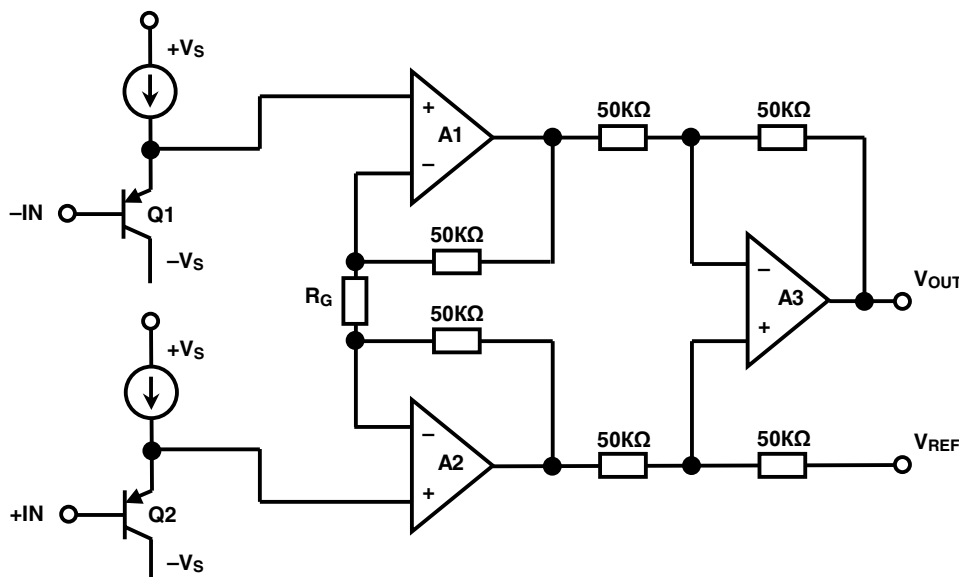 +VS
–IN
Q1
–VS
+
A1
–
50KΩ
50KΩ
50KΩ
RG
50KΩ
–
A3
+
VOUT
+VS
+IN
Q2
–VS
–
A2
+
50KΩ
50KΩ
VREF